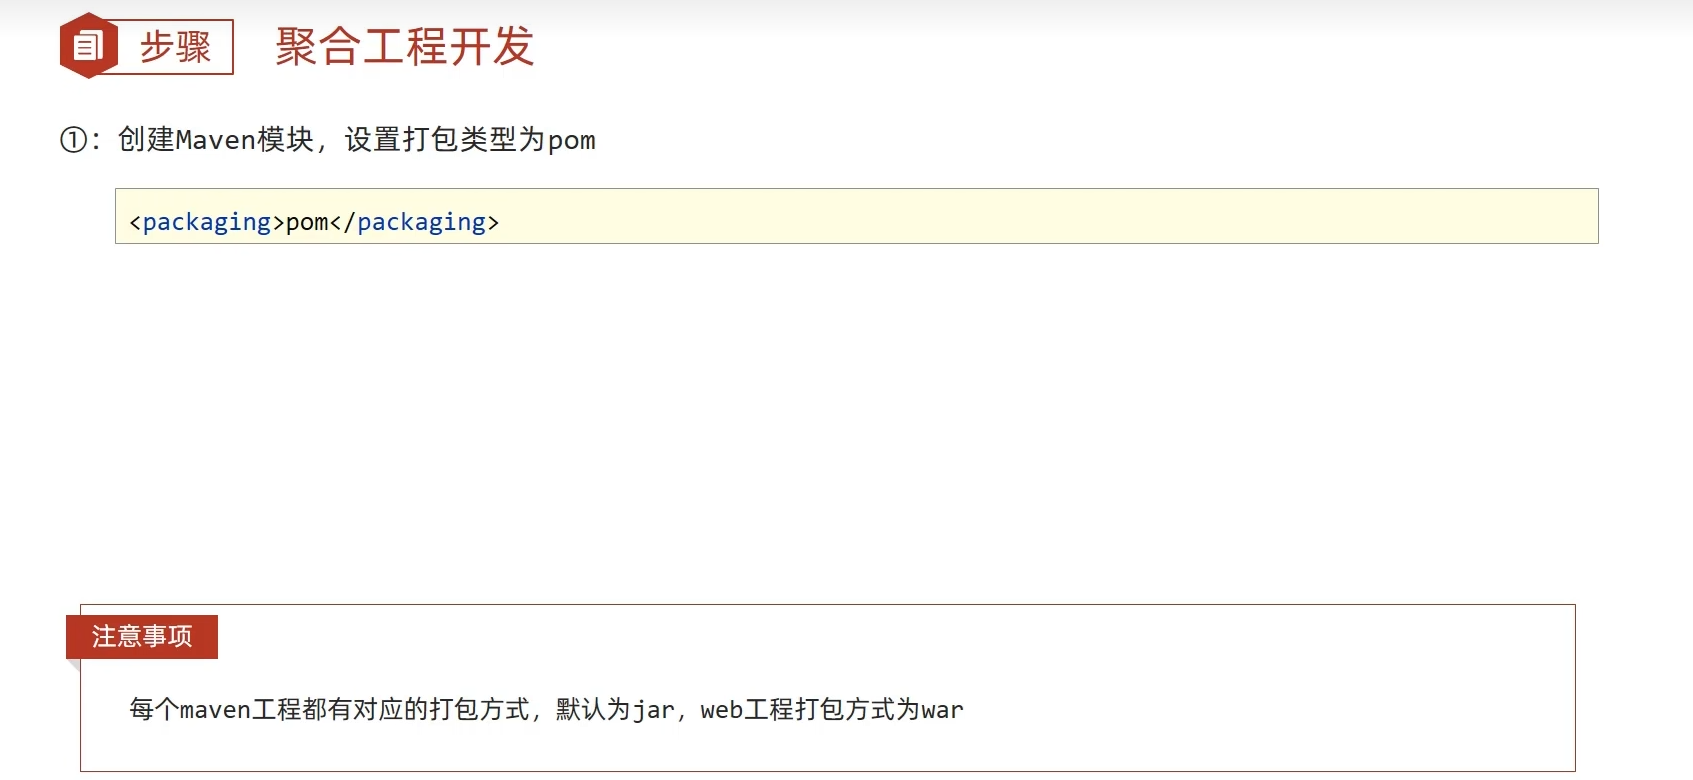 步骤 聚合工程开发
①：创建Maven模块，设置打包类型为pom
<packaging>pom</packaging>
注意事项
每个maven工程都有对应的打包方式，默认为jar，web工程打包方式为war